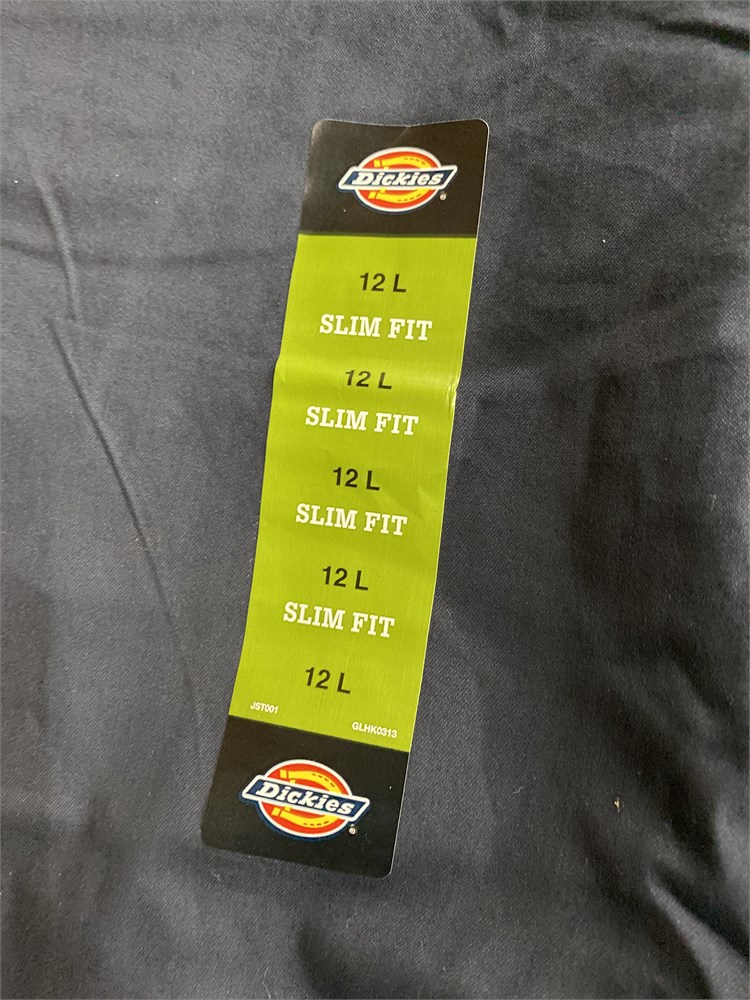 Dickies
®
12 L
SLIM FIT
12 L
SLIM FIT
12 L
SLIM FIT
12 L
SLIM FIT
12 L
JST001
GLHK0313
Dickies
®